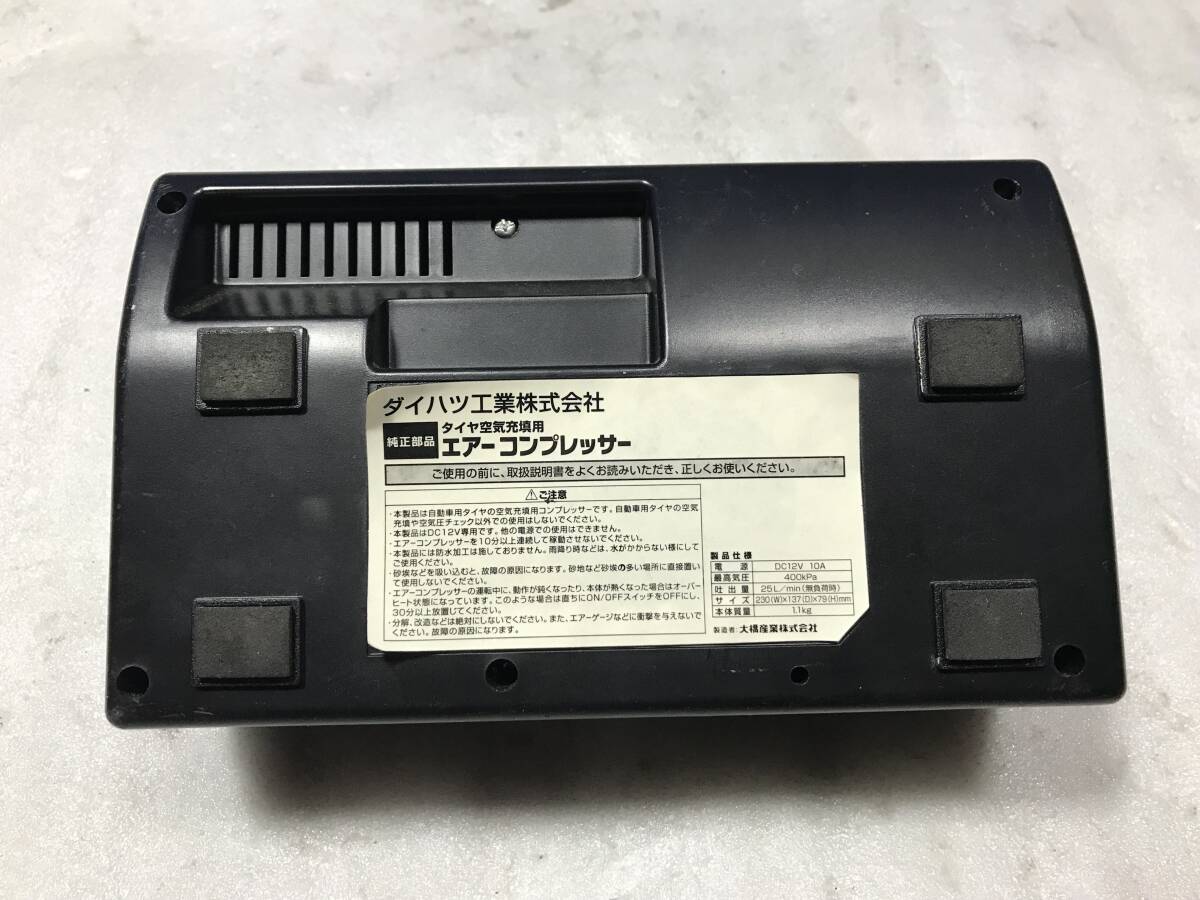 ダイハツ工業株式会社
純正部品
タイヤ空気充填用
エアーコンプレッサー
ご使用の前に、取扱説明書をよくお読みいただき、正しくお使いください。
⚠ご注意
・本製品は自動車用タイヤの空気充填用コンプレッサーです。自動車用タイヤの空気
充填や空気圧チェック以外での使用はしないでください。
・本製品はDC12V専用です。他の電源での使用はできません。
・エアーコンプレッサーを10分以上連続して稼動させないでください。
・本製品には防水加工は施しておりません。雨降り時などは、水がかからない様にして
ご使用ください。
・砂埃などを吸い込むと、故障の原因になります。砂地など砂埃の多い場所に直接置い
て使用しないでください。
・エアーコンプレッサーの運転中に、動作が鈍くなったり、本体が熱くなった場合はオーバー
ヒート状態になっています。このような場合は直ちにON/OFFスイッチをOFFにし、
30分以上放置してください。
・分解、改造などは絶対にしないでください。また、エアーゲージなどに衝撃を与えないで
ください。故障の原因になります。
製品仕様
電源 DC12V 10A
最高気圧 400kPa
吐出量 25L/min(無負荷時)
サイズ 230(W)×137(D)×79(H)mm
本体質量 1.1kg
製造者:大橋産業株式会社